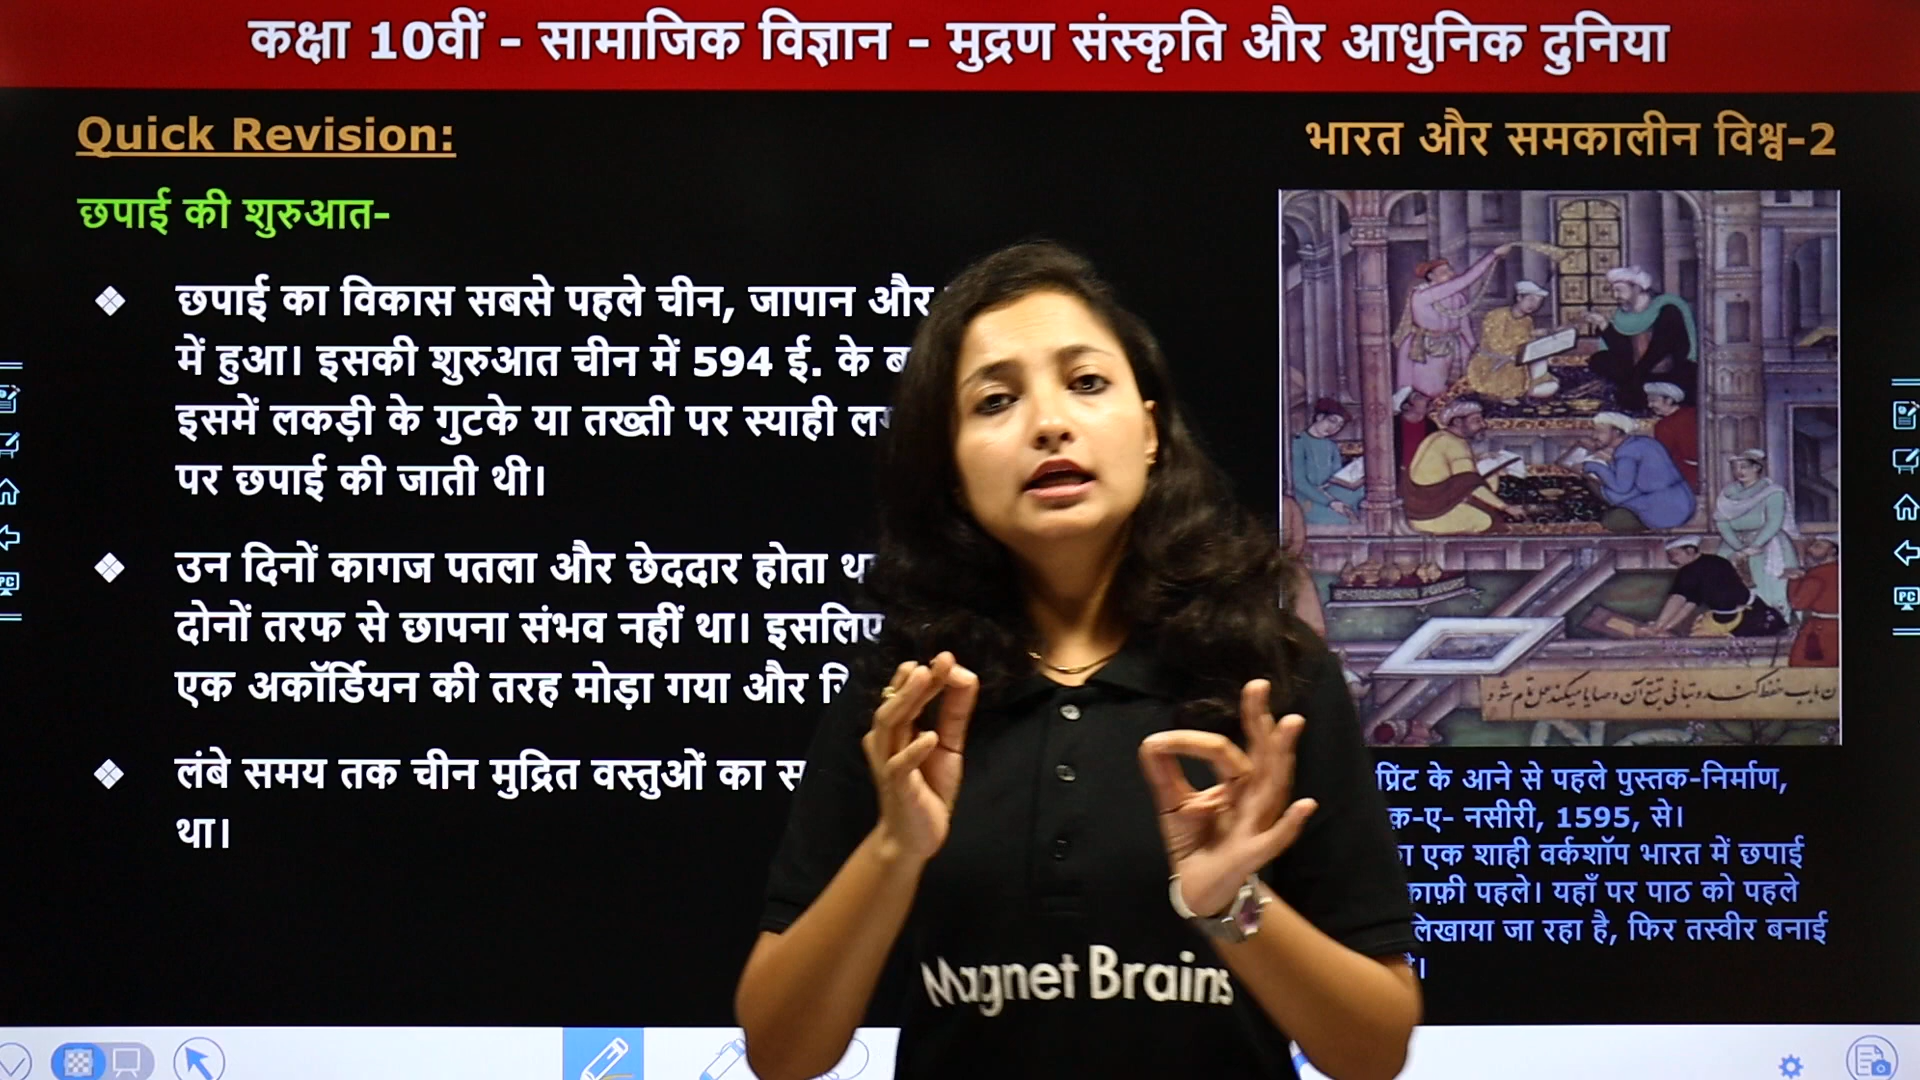 कक्षा 10वीं - सामाजिक विज्ञान - मुद्रण संस्कृति और आधुनिक दुनिया
Quick Revision:
भारत और समकालीन विश्व-2
छपाई की शुरुआत-
छपाई का विकास सबसे पहले चीन, जापान और
में हुआ। इसकी शुरुआत चीन में 594 ई. के
इसमें लकड़ी के गुटके या तख्ती पर स्याही
पर छपाई की जाती थी।
उन दिनों कागज पतला और छेददार होता
दोनों तरफ से छापना संभव नहीं था। इसलिए
एक अकॉर्डियन की तरह मोड़ा गया और
लंबे समय तक चीन मुद्रित वस्तुओं का
था।
प्रिंट के आने से पहले पुस्तक-निर्माण,
नसीरी, 1595, से।
एक शाही वर्कशॉप भारत में छपाई
पहले। यहाँ पर पाठ को पहले
जा रहा है, फिर तस्वीर बनाई
Magnet Brains
PC
PC